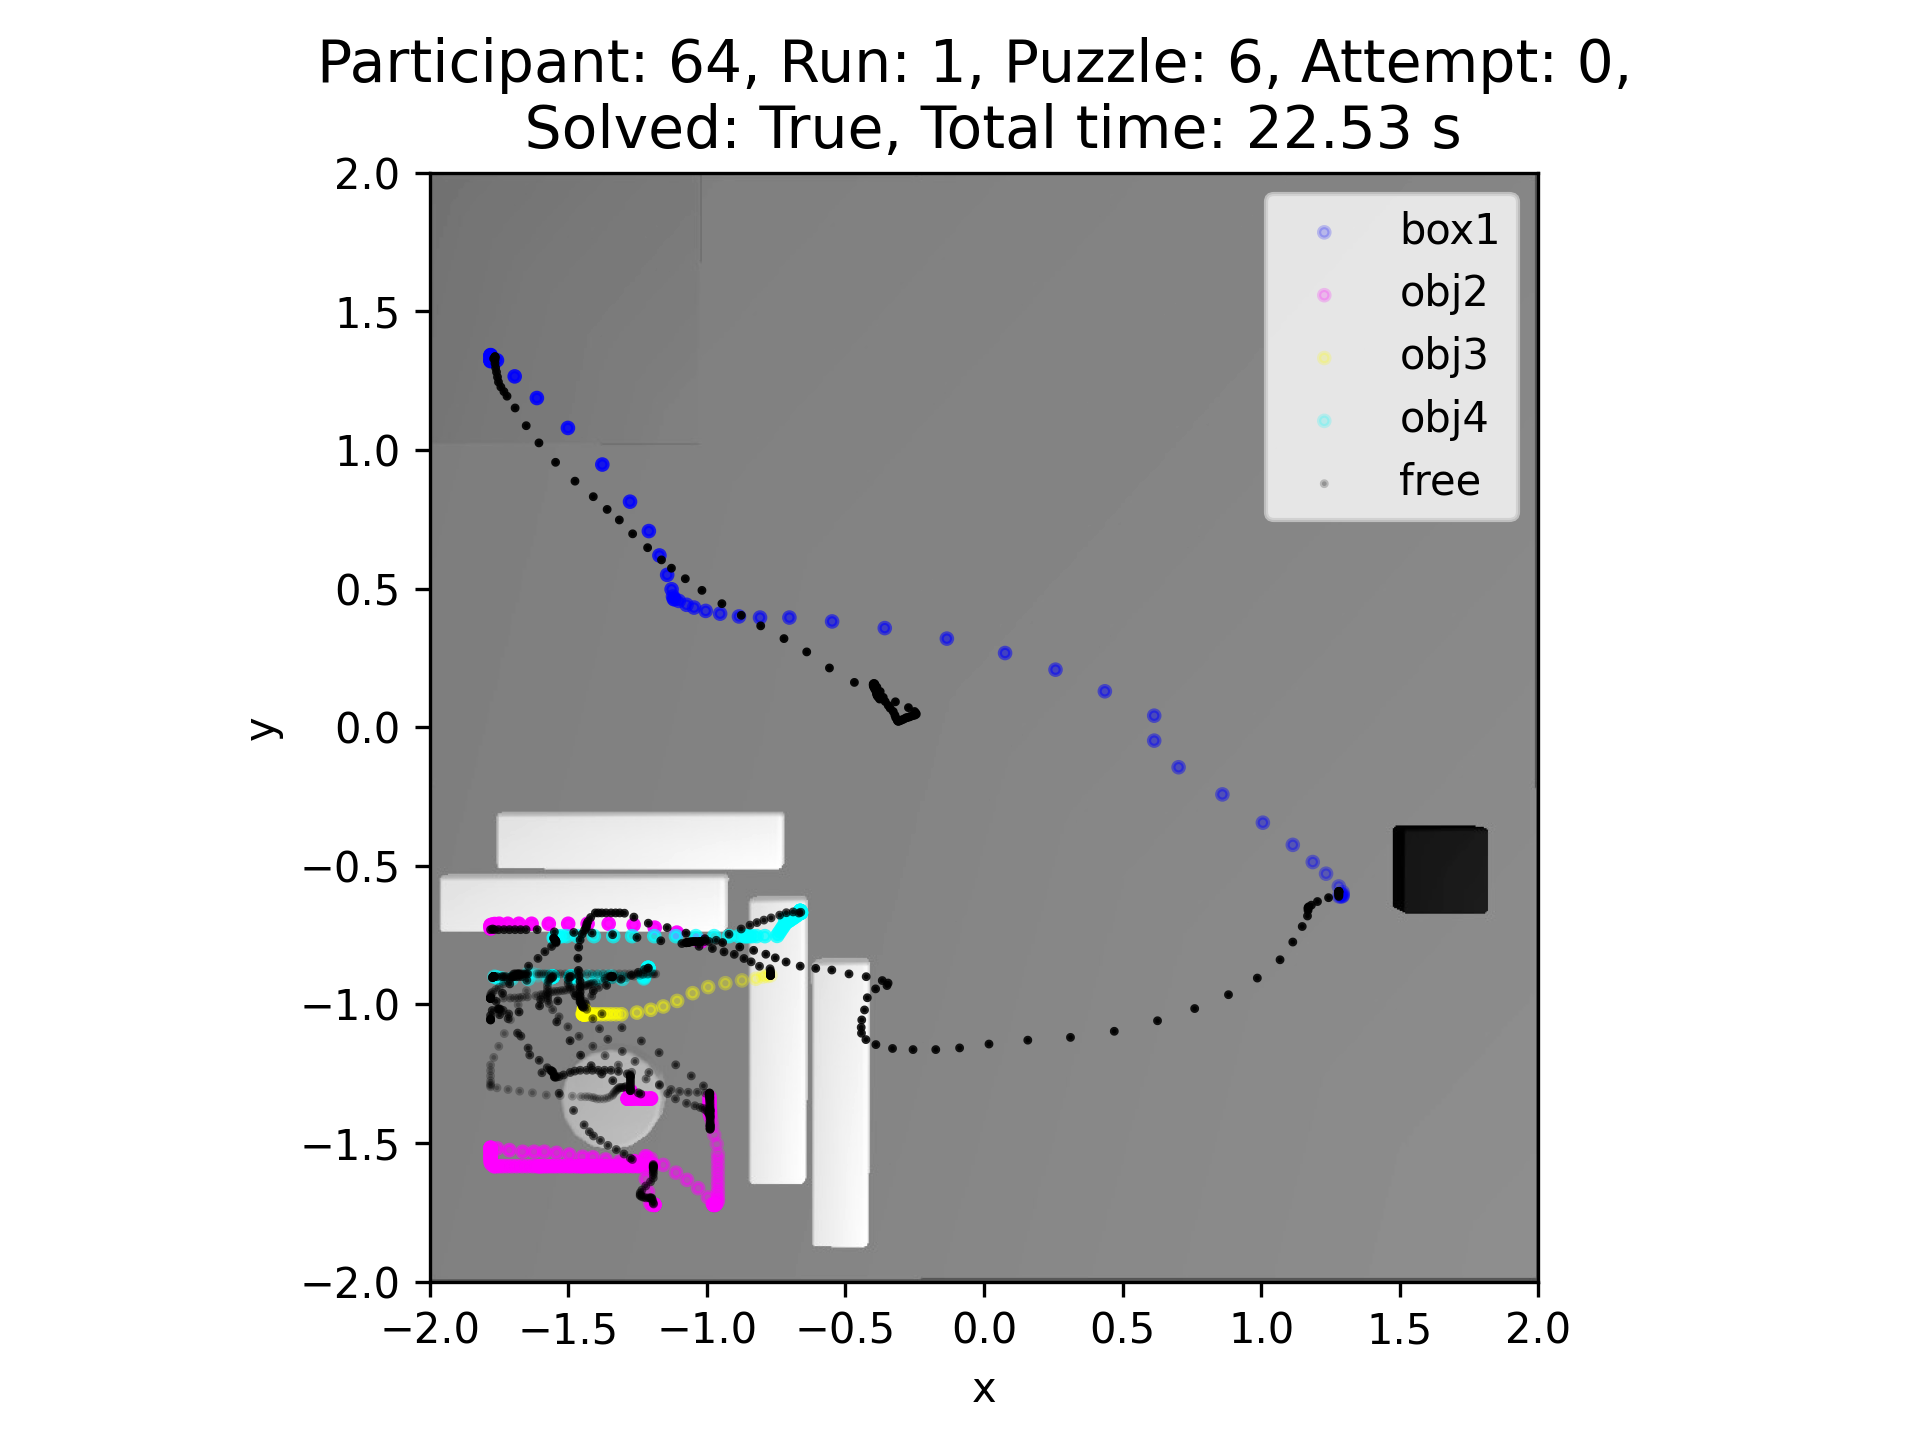 Participant: 64, Run: 1, Puzzle: 6, Attempt: 0,
Solved: True, Total time: 22.53 s
2.0
1.5
1.0
0.5
0.0
−0.5
−1.0
−1.5
−2.0
y
box1
obj2
obj3
obj4
free
−2.0 −1.5 −1.0 −0.5 0.0 0.5 1.0 1.5 2.0
x